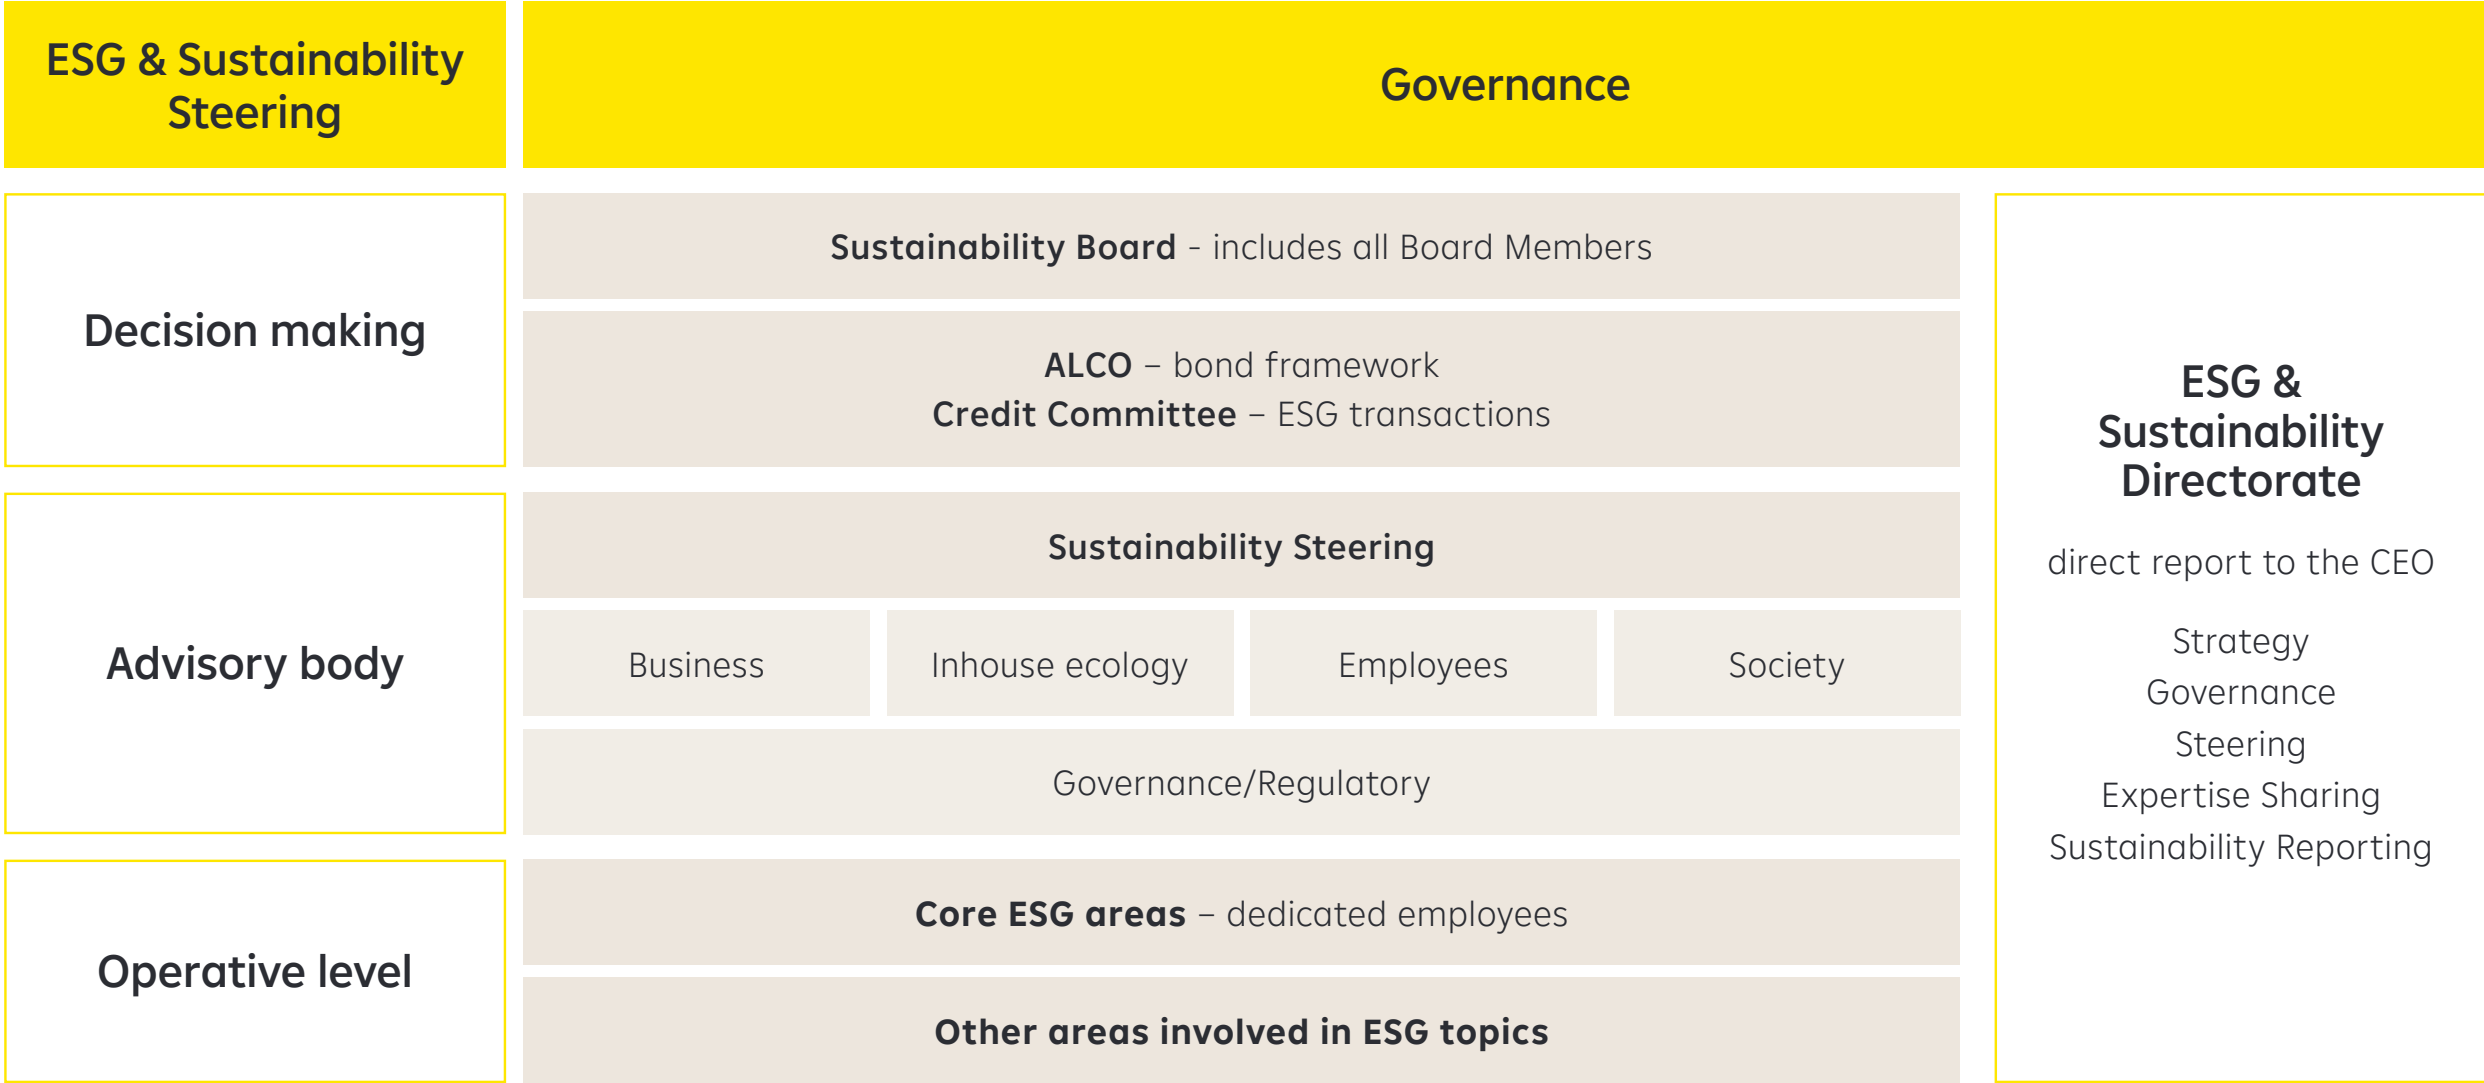 ESG & Sustainability
Steering
Governance
Decision making
Sustainability Board - includes all Board Members
ALCO – bond framework
Credit Committee – ESG transactions
Advisory body
Sustainability Steering
Business
Inhouse ecology
Employees
Society
Governance/Regulatory
Operative level
Core ESG areas – dedicated employees
Other areas involved in ESG topics
ESG &
Sustainability
Directorate
direct report to the CEO
Strategy
Governance
Steering
Expertise Sharing
Sustainability Reporting